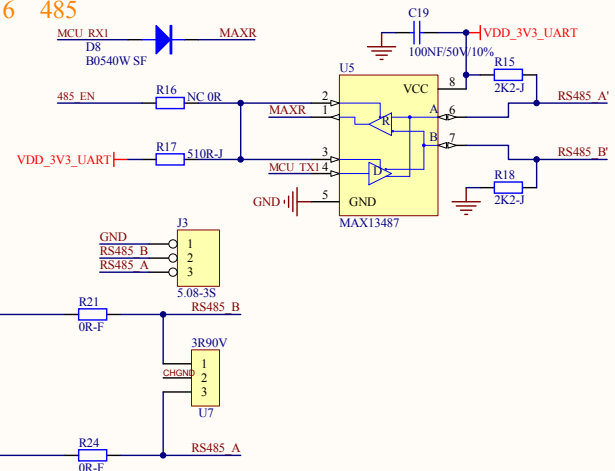 6 485
MCU_RX1
MAXR
D8
B0540W SF
C19
100NF/50V/10%
VDD_3V3_UART
R15
2K2-J
RS485_A'
U5
VCC
8
485_EN
R16
NC 0R
2
MAXR
1
R
A
6
B
7
RS485_B'
VDD_3V3_UART
R17
510R-J
3
MCU_TX1
4
D
R18
2K2-J
GND
5
GND
MAX13487
J3
GND
1
RS485_B
2
RS485_A
3
5.08-3S
R21
0R-F
RS485_B
3R90V
1
CHGND
2
3
U7
R24
0R-F
RS485_A